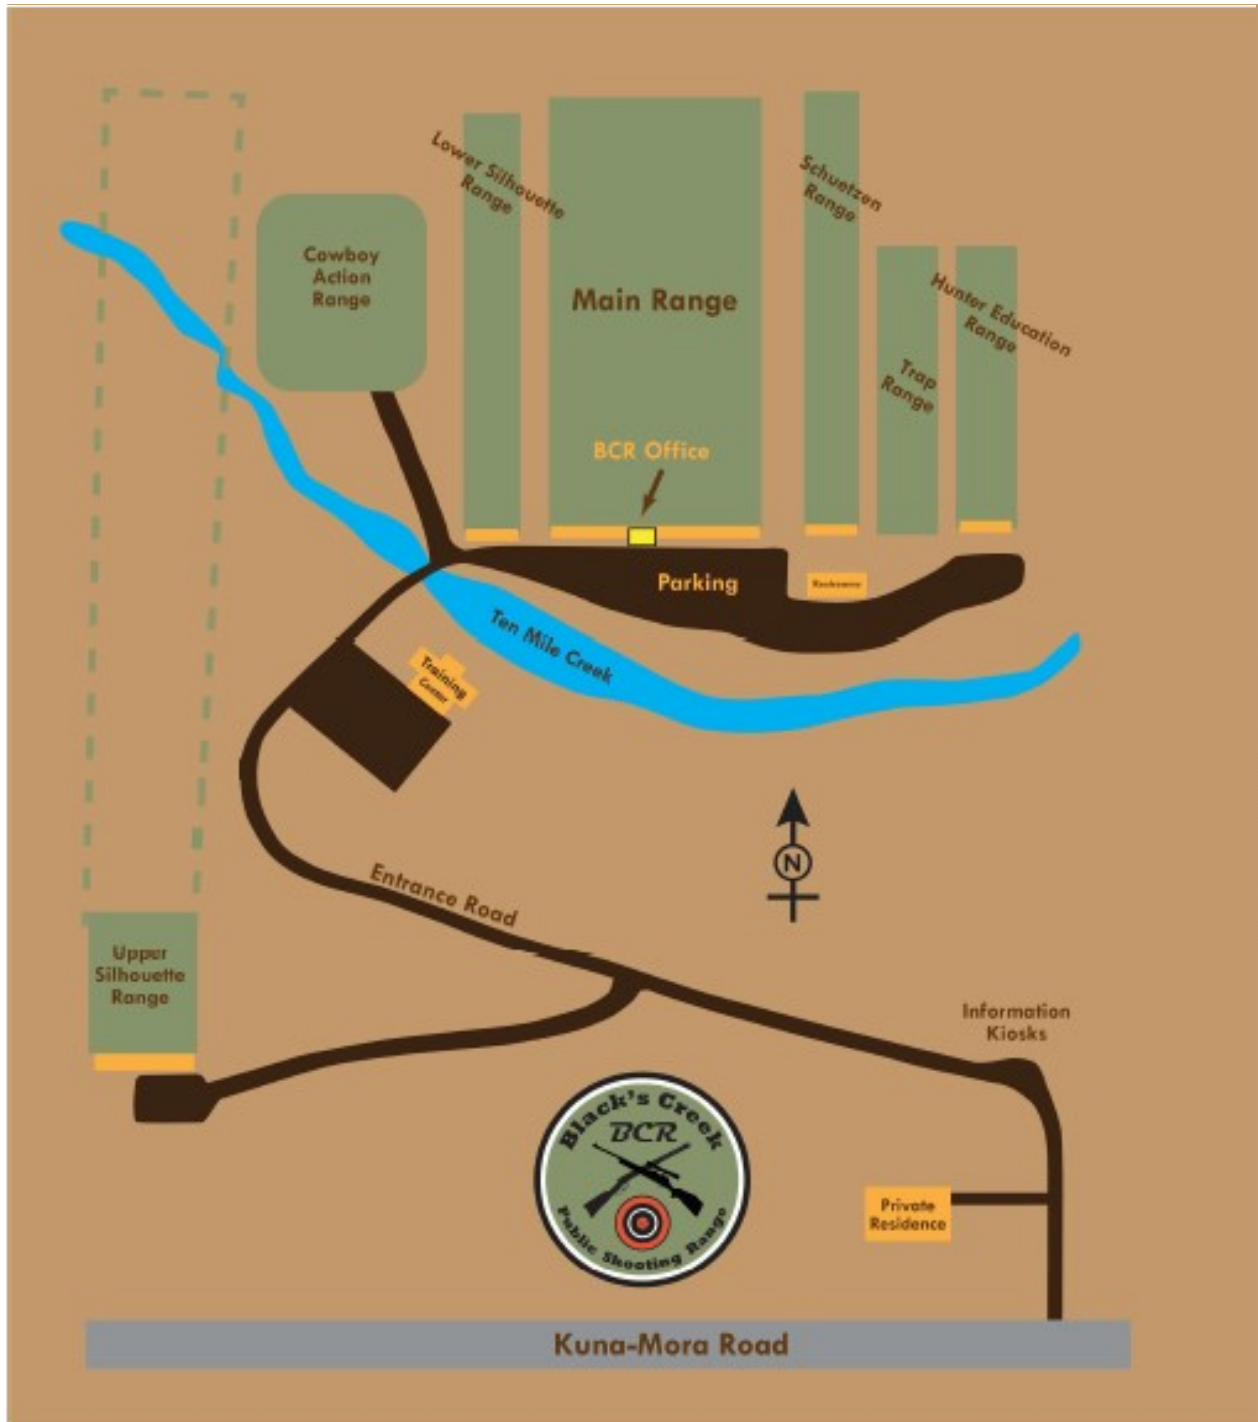 Lower Silhouette
Range
Schuetzen
Range
Cowboy
Action
Range
Main Range
Hunter Education
Range
Trap
Range
BCR Office
Parking
Restrooms
Ten Mile Creek
Training
Center
N
Entrance Road
Upper
Silhouette
Range
Information
Kiosks
Black's Creek
BCR
Public Shooting Range
Private
Residence
Kuna-Mora Road